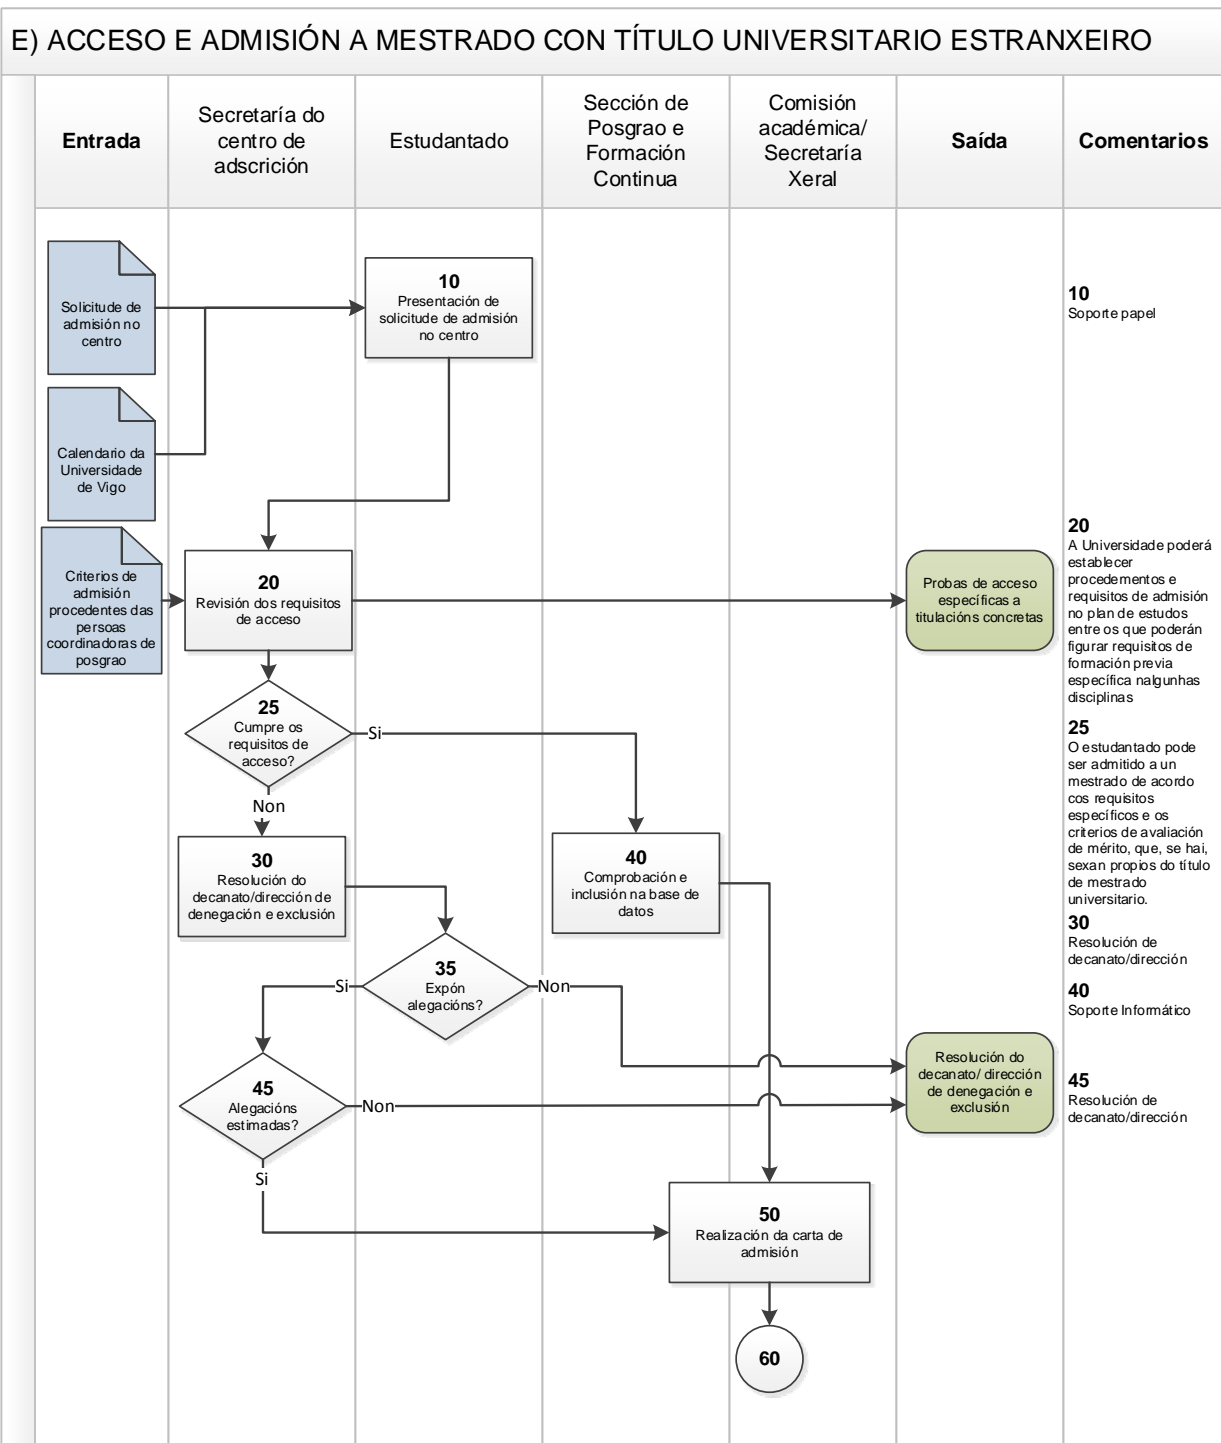 E) ACCESO E ADMISIÓN A MESTRADO CON TÍTULO UNIVERSITARIO ESTRANXEIRO
Entrada
Secretaría do
centro de
adscrición
Estudantado
Sección de
Posgrao e
Formación
Continua
Comisión
académica/
Secretaría
Xeral
Saída
Comentarios
Solicitude de
admisión no
centro
10
Presentación de
solicitude de admisión
no centro
10
Soporte papel
Calendario da
Universidade
de Vigo
Criterios de
admisión
procedentes das
persoas
coordinadoras de
posgrao
20
Revisión dos requisitos
de acceso
Probas de acceso
específicas a
titulacións concretas
20
A Universidade poderá
establecer
procedementos e
requisitos de admisión
no plan de estudos
entre os que poderán
figurar requisitos de
formación previa
específica nalgunhas
disciplinas
25
Cumpre os
requisitos de
acceso?
Si
Non
25
O estudantado pode
ser admitido a un
mestrado de acordo
cos requisitos
específicos e os
criterios de avaliación
de mérito, que, se hai,
sexan propios do título
de mestrado
universitario.
30
Resolución do
decanato/dirección de
denegación e exclusión
40
Comprobación e
inclusión na base de
datos
30
Resolución de
decanato/dirección
35
Expón
alegacións?
Si
Non
40
Soporte Informático
45
Alegacións
estimadas?
Non
Si
Resolución do
decanato/ dirección
de denegación e
exclusión
45
Resolución de
decanato/dirección
50
Realización da carta de
admisión
60